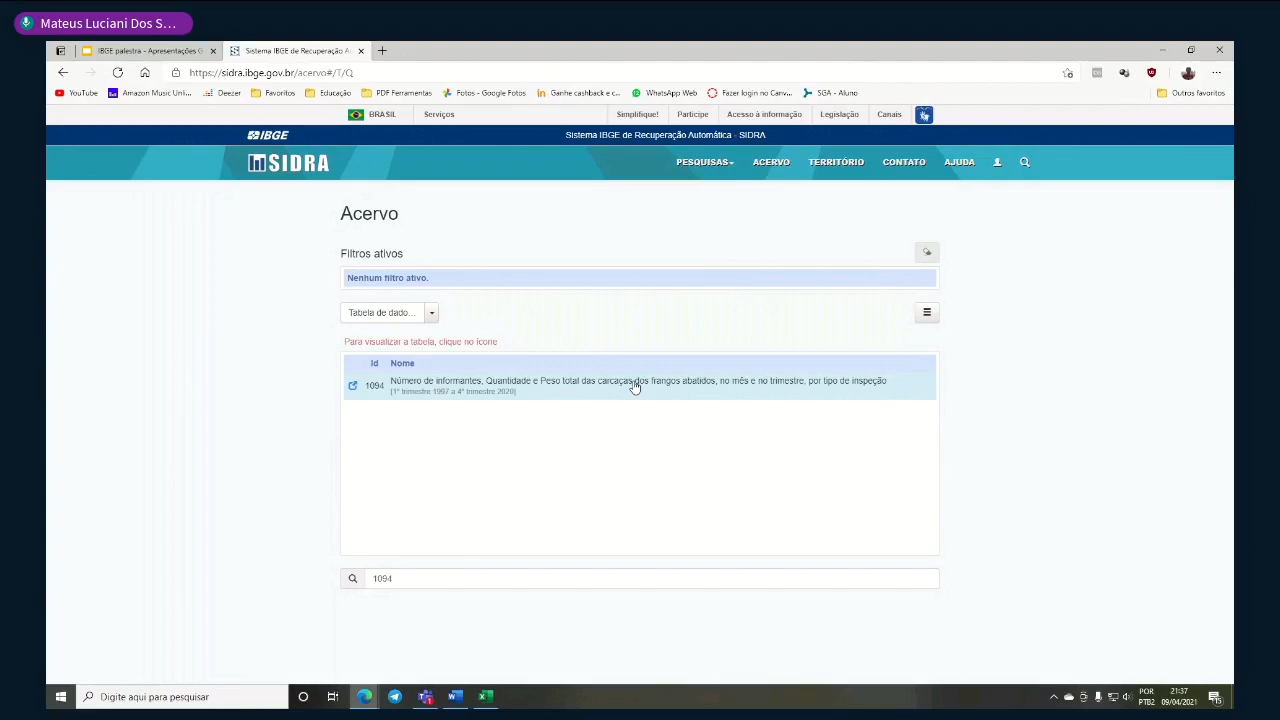 Mateus Luciani Dos S...
IBGE palestra - Apresentações G
Sistema IBGE de Recuperação Au
https://sidra.ibge.gov.br/acervo#/T/Q
YouTube
Amazon Music Unli...
Deezer
Favoritos
Educação
PDF Ferramentas
Fotos - Google Fotos
Ganhe cashback e c...
WhatsApp Web
Fazer login no Canv...
SGA - Aluno
Outros favoritos
BRASIL
Serviços
Simplifique!
Participe
Acesso à informação
Legislação
Canais
IBGE
Sistema IBGE de Recuperação Automática - SIDRA
SIDRA
PESQUISAS
ACERVO
TERRITÓRIO
CONTATO
AJUDA
Acervo
Filtros ativos
Nenhum filtro ativo.
Tabela de dado...
Para visualizar a tabela, clique no ícone
Id Nome
1094 Número de informantes, Quantidade e Peso total das carcaças dos frangos abatidos, no mês e no trimestre, por tipo de inspeção
[1º trimestre 1997 a 4º trimestre 2020]
1094
Digite aqui para pesquisar
POR
PTB2
21:37
09/04/2021